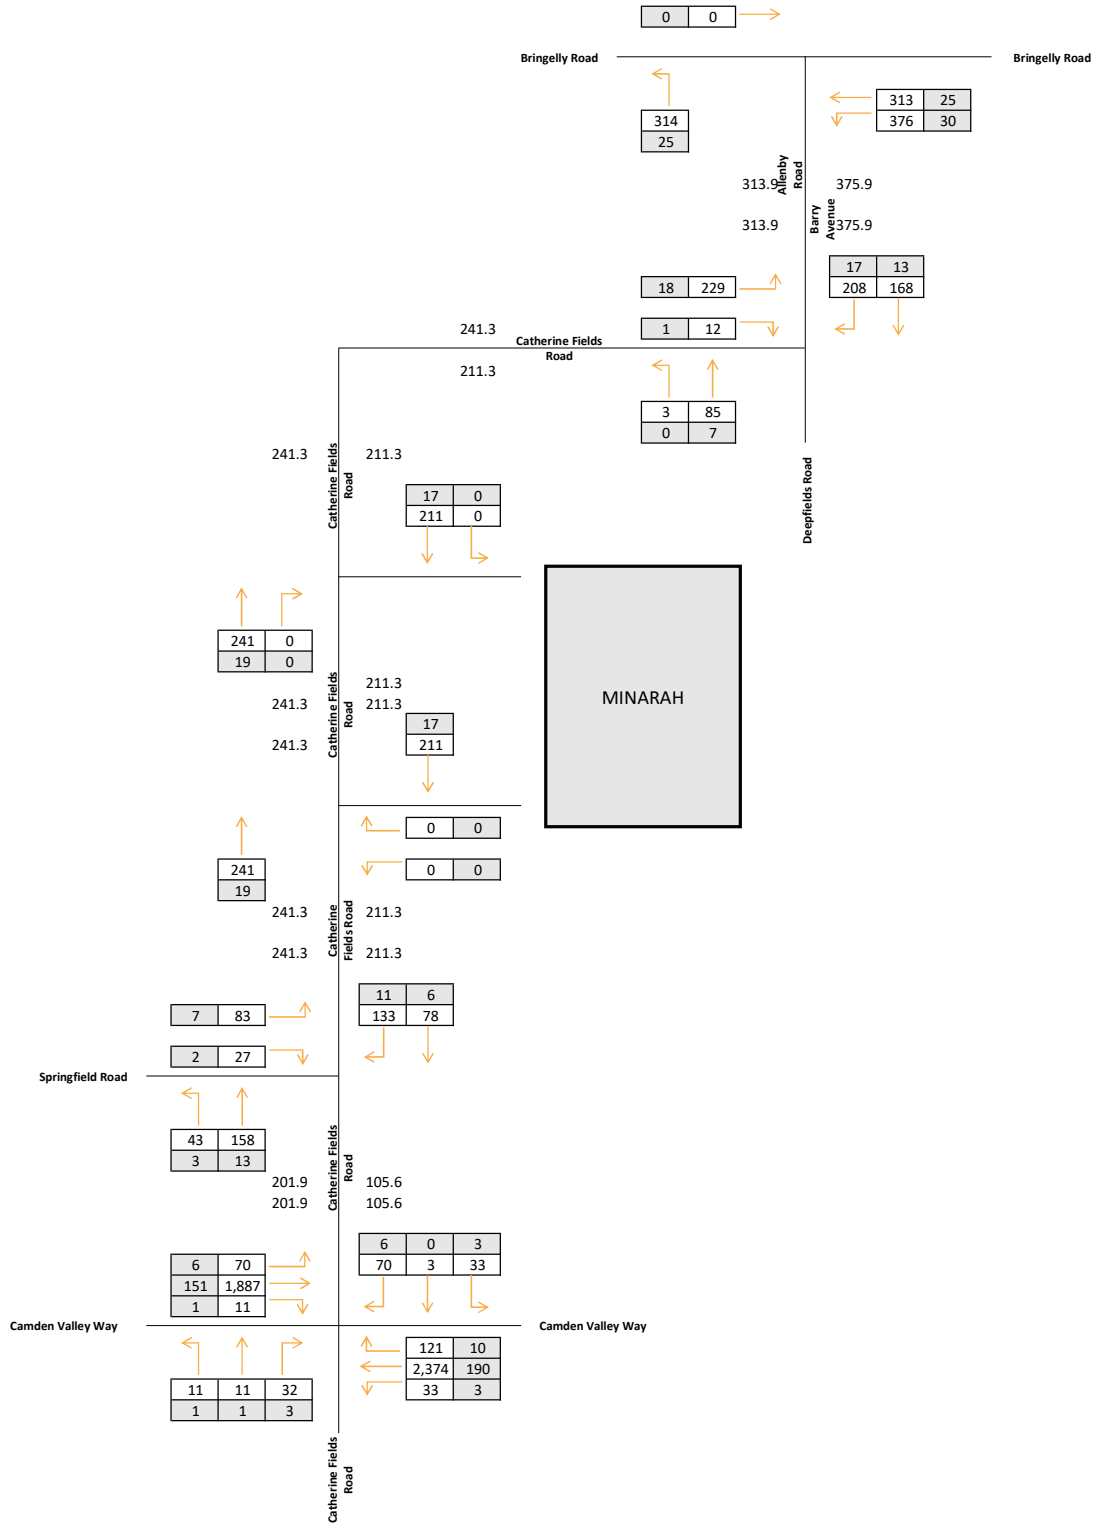 0 0
Bringelly Road
Bringelly Road
313 25
376 30
314
25
Allenby
Road
313.9
375.9
Barry
Avenue
313.9
375.9
17 13
208 168
18 229
1 12
241.3
Catherine Fields
Road
211.3
3 85
0 7
Deepfields Road
241.3
Catherine Fields
Road
211.3
17 0
211 0
241 0
19 0
MINARAH
Catherine Fields
Road
211.3
241.3
211.3
17
211
241.3
0 0
0 0
241
19
241.3
Catherine
Fields Road
211.3
241.3
211.3
11 6
133 78
7 83
2 27
Springfield Road
43 158
3 13
Catherine Fields
Road
201.9
105.6
201.9
105.6
6 0 3
70 3 33
6 70
151 1,887
1 11
Camden Valley Way
Camden Valley Way
121 10
2,374 190
33 3
11 11 32
1 1 3
Catherine Fields
Road